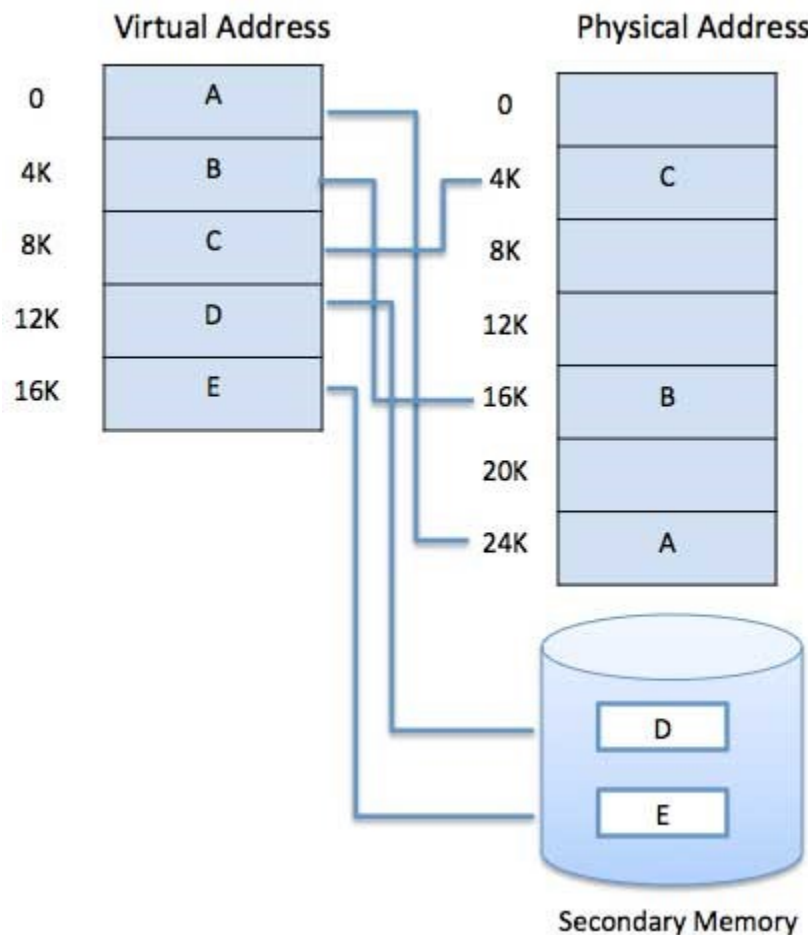 Virtual Address
0
A
4K
B
8K
C
12K
D
16K
E
Physical Address
0
4K
C
8K
12K
16K
B
20K
24K
A
D
E
Secondary Memory